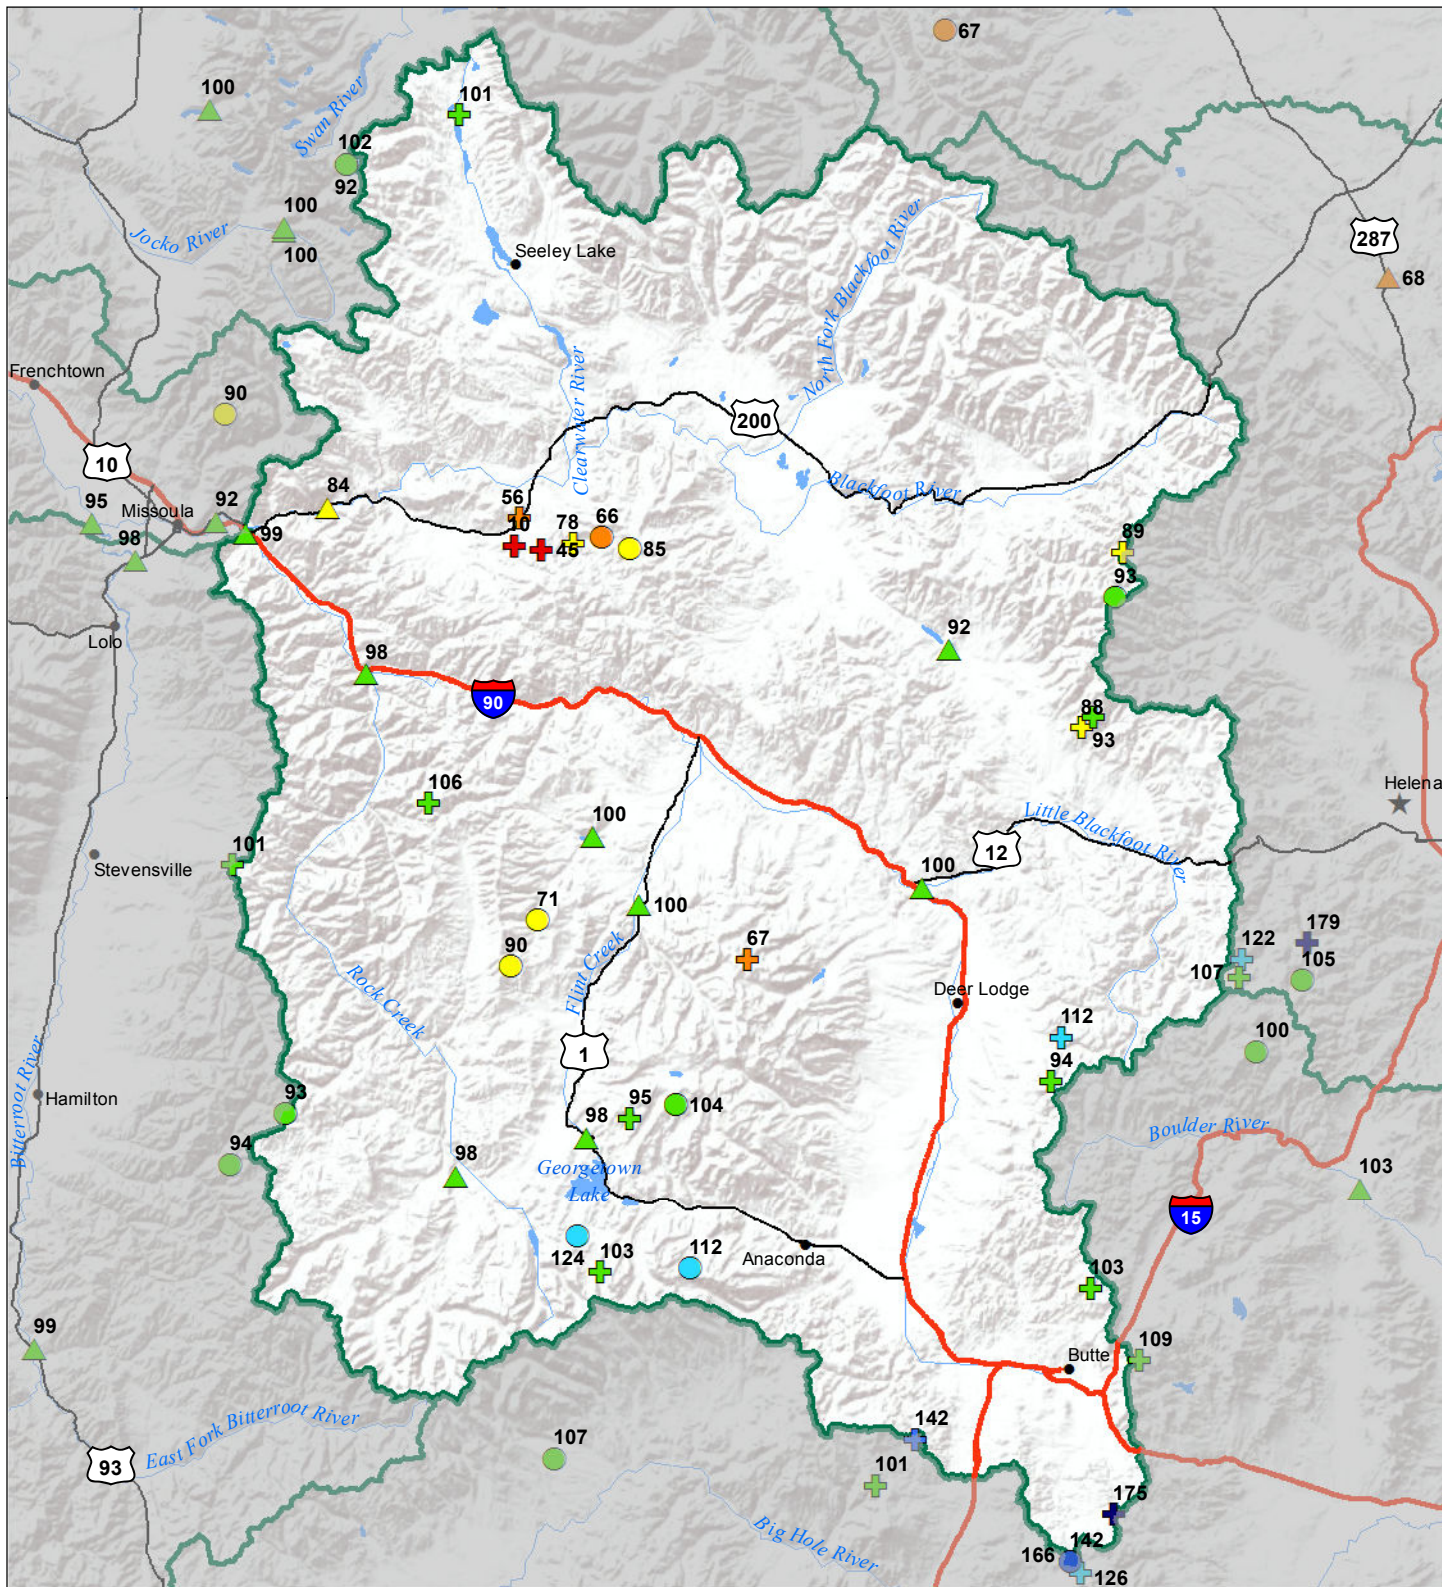 67
100
101
Swan River
102
92
100
100
Jocko River
287
68
Seeley Lake
North Fork Blackfoot River
Frenchtown
90
Clearwater River
200
10
84
Blackfoot River
95
Missoula
92
98
99
56
10
45
78
66
85
89
93
Lolo
98
90
92
88
93
Helena
106
100
Little Blackfoot River
12
101
Stevensville
100
100
71
90
Flint Creek
67
Rock Creek
Deer Lodge
122
179
107
105
112
100
94
1
Bitterroot River
Hamilton
93
95
104
98
94
98
Georgetown
Lake
Boulder River
103
15
124
103
112
Anaconda
103
99
109
Butte
East Fork Bitterroot River
93
107
142
101
Big Hole River
175
142
166
126